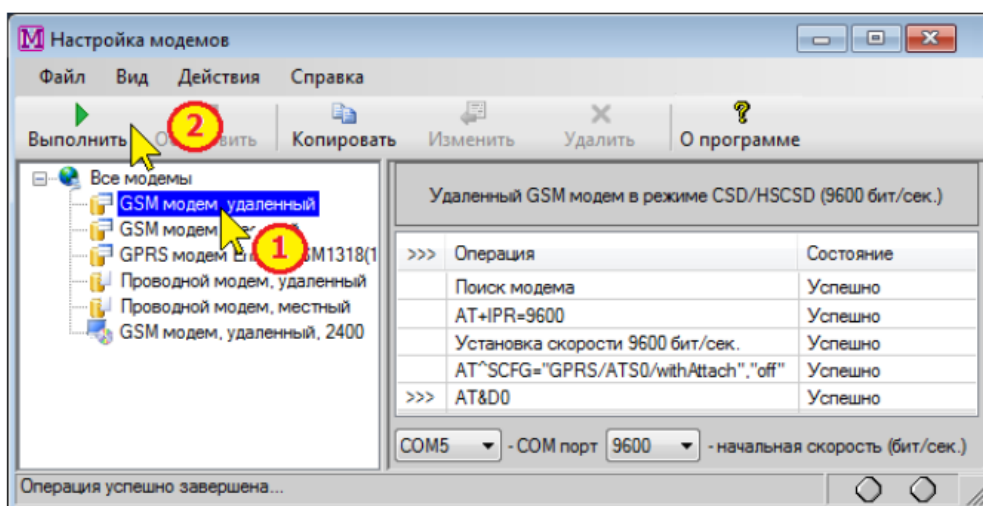 Настройка модемов
Файл Вид Действия Справка
Выполнить Копировать Изменить Удалить О программе
2
Все модемы
GSM модем, удаленный
GSM модем
1
GPRS модем
Проводной модем, удаленный
Проводной модем, местный
GSM модем, удаленный, 2400
Удаленный GSM модем в режиме CSD/HSCSD (9600 бит/сек.)
>>> Операция Состояние
Поиск модема Успешно
AT+IPR=9600 Успешно
Установка скорости 9600 бит/сек. Успешно
AT^SCFG="GPRS/ATS0/withAttach","off" Успешно
>>> AT&D0 Успешно
COM5 - COM порт 9600 - начальная скорость (бит/сек.)
Операция успешно завершена...